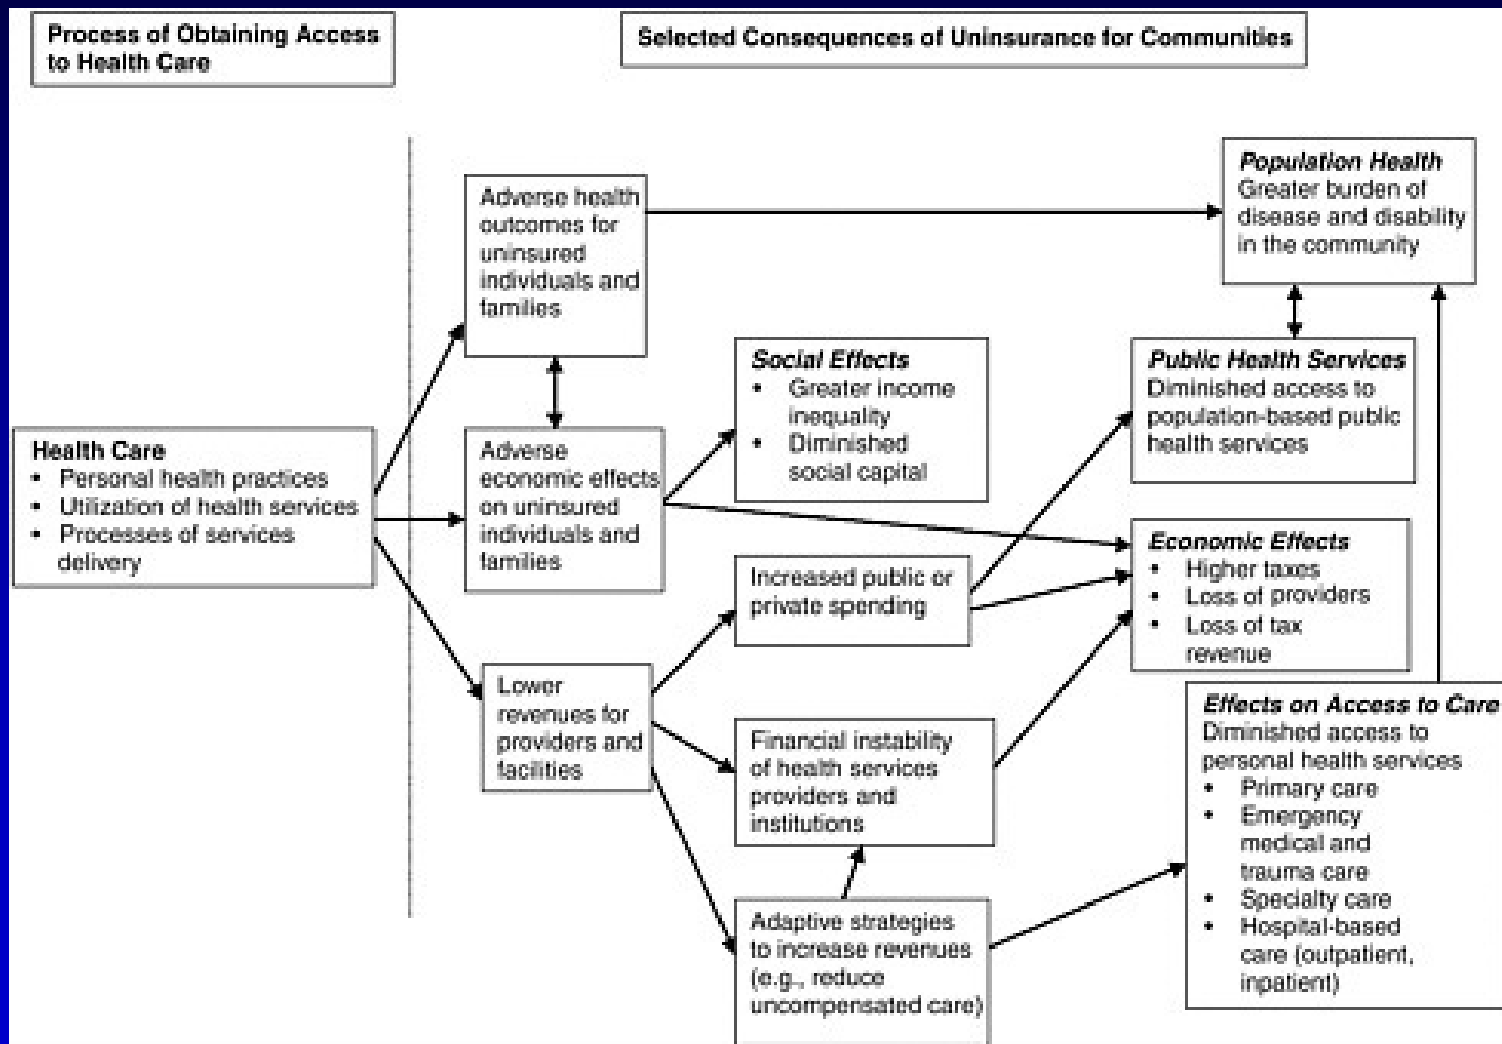 Process of Obtaining Access
to Health Care
Selected Consequences of Uninsurance for Communities
Health Care
• Personal health practices
• Utilization of health services
• Processes of services
delivery
Adverse health
outcomes for
uninsured
individuals and
families
Adverse
economic effects
on uninsured
individuals and
families
Lower
revenues for
providers and
facilities
Social Effects
• Greater income
inequality
• Diminished
social capital
Increased public or
private spending
Financial instability
of health services
providers and
institutions
Adaptive strategies
to increase revenues
(e.g., reduce
uncompensated care)
Population Health
Greater burden of
disease and disability
in the community
Public Health Services
Diminished access to
population-based public
health services
Economic Effects
• Higher taxes
• Loss of providers
• Loss of tax
revenue
Effects on Access to Care
Diminished access to
personal health services
• Primary care
• Emergency
medical and
trauma care
• Specialty care
• Hospital-based
care (outpatient,
inpatient)